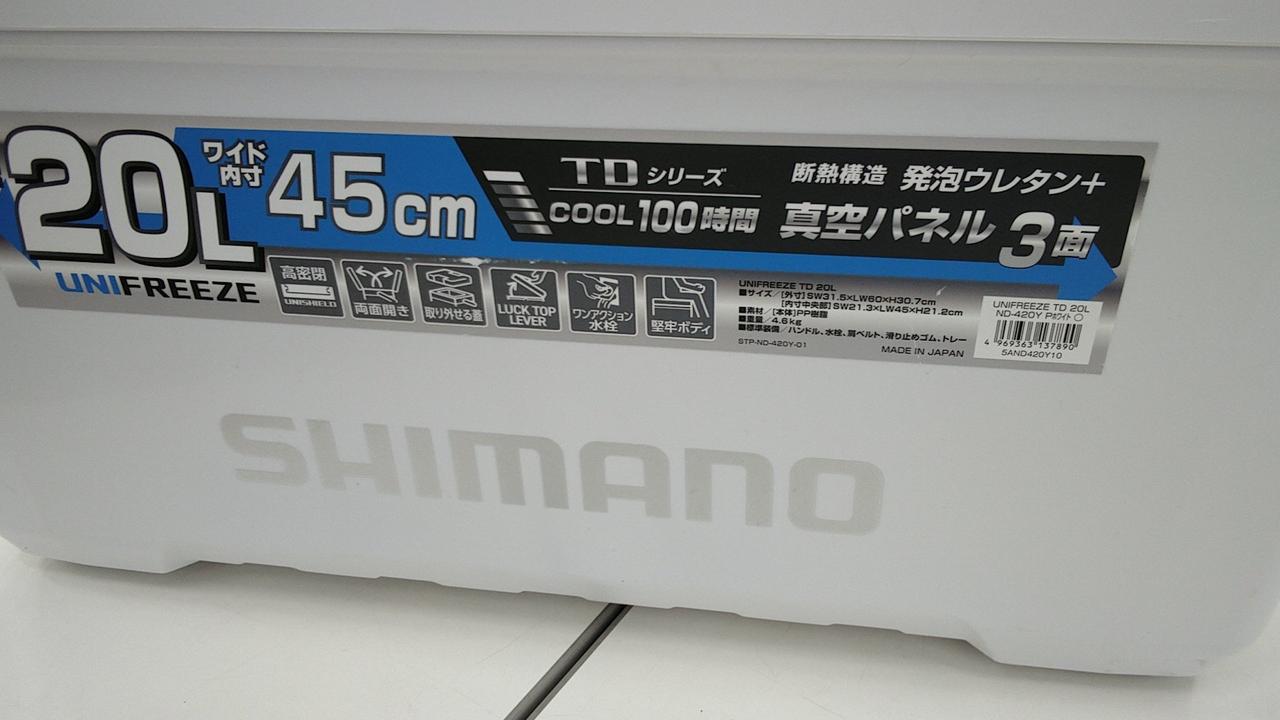 20L
ワイド
内寸
45cm
TDシリーズ
COOL100時間
断熱構造 発泡ウレタン+
真空パネル3面
UNIFREEZE
高密閉
UNISHIELD
両面開き
取り外せる蓋
LUCK TOP
LEVER
ワンアクション
水栓
堅牢ボディ
UNIFREEZE TD 20L
■サイズ/[外寸]SW31.5×LW60×H30.7cm
[内寸中央部]SW21.3×LW45×H21.2cm
■素材/[本体]PP樹脂
■重量/4.6kg
■標準装備/ハンドル、水栓、肩ベルト、滑り止めゴム、トレー
STP-ND-420Y-01
MADE IN JAPAN
UNIFREEZE TD 20L
ND-420Y Pホワイト ○
4 969363 137890
5AND420Y10
SHIMANO